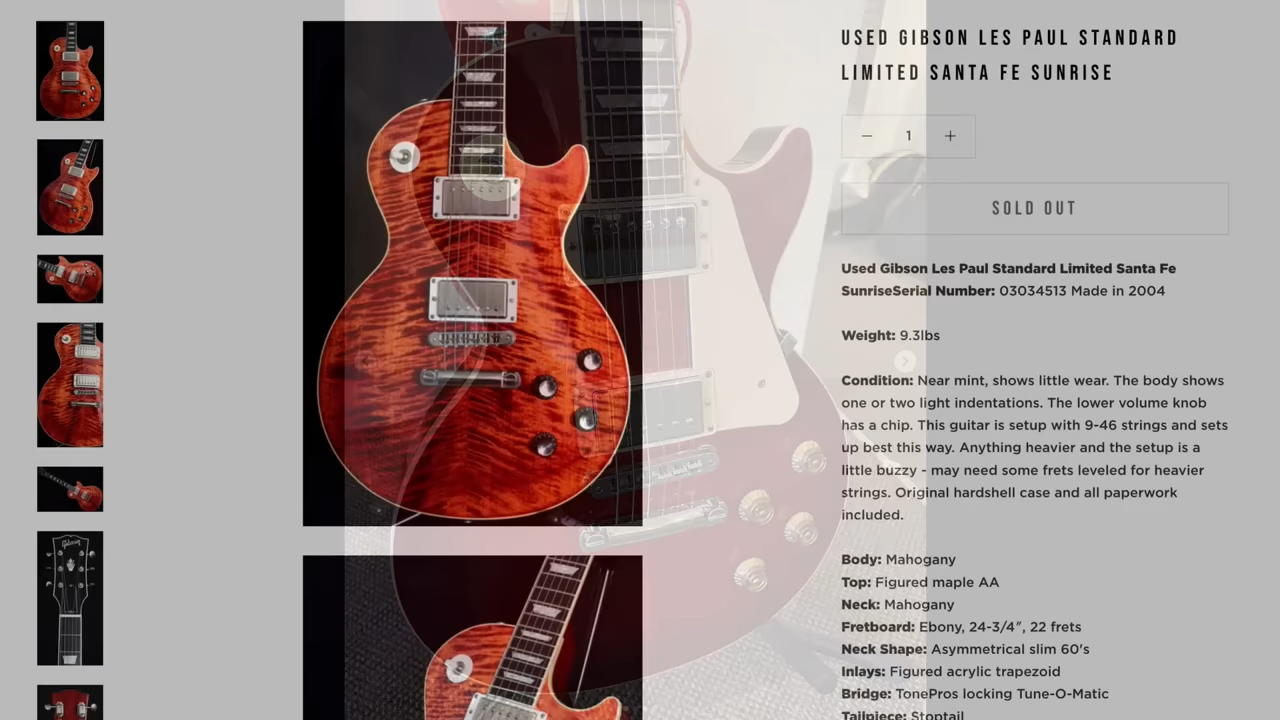 USED GIBSON LES PAUL STANDARD
LIMITED SANTA FE SUNRISE
− 1 +
SOLD OUT
Used Gibson Les Paul Standard Limited Santa Fe
SunriseSerial Number: 03034513 Made in 2004
Weight: 9.3lbs
Condition: Near mint, shows little wear. The body shows
one or two light indentations. The lower volume knob
has a chip. This guitar is setup with 9-46 strings and sets
up best this way. Anything heavier and the setup is a
little buzzy - may need some frets leveled for heavier
strings. Original hardshell case and all paperwork
included.
Body: Mahogany
Top: Figured maple AA
Neck: Mahogany
Fretboard: Ebony, 24-3/4″, 22 frets
Neck Shape: Asymmetrical slim 60's
Inlays: Figured acrylic trapezoid
Bridge: TonePros locking Tune-O-Matic
Tailpiece: Stoptail
Gibson